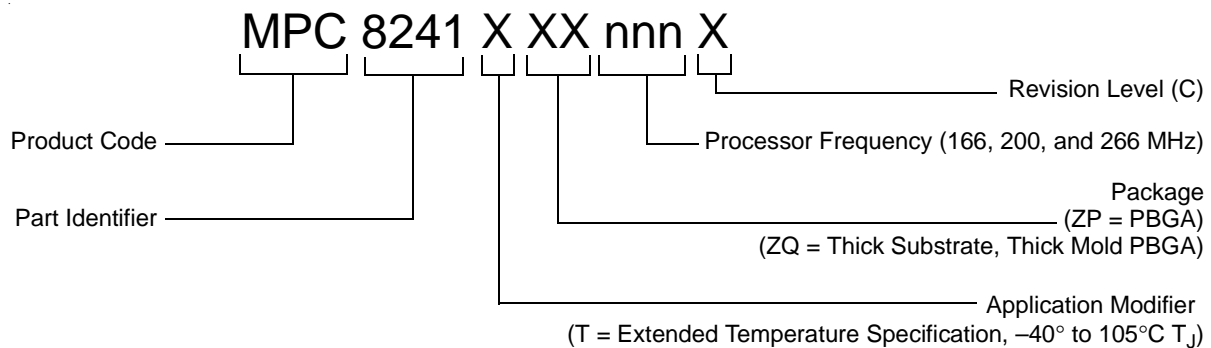 MPC 8241 X XX nnn X
Revision Level (C)
Product Code
Processor Frequency (166, 200, and 266 MHz)
Package
Part Identifier
(ZP = PBGA)
(ZQ = Thick Substrate, Thick Mold PBGA)
Application Modifier
(T = Extended Temperature Specification, –40° to 105°C TJ)